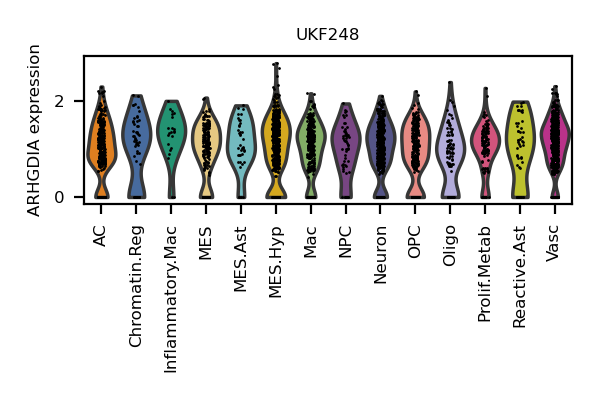 UKF248
ARHGDIA expression
2
0
AC
Chromatin.Reg
Inflammatory.Mac
MES
MES.Ast
MES.Hyp
Mac
NPC
Neuron
OPC
Oligo
Prolif.Metab
Reactive.Ast
Vasc